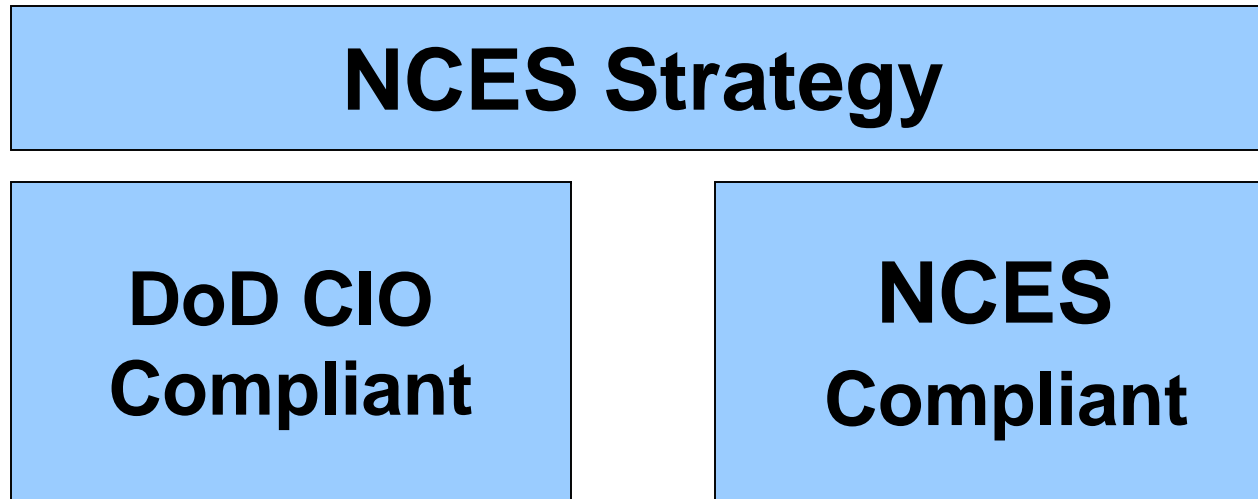 NCES Strategy
DoD CIO
Compliant
NCES
Compliant